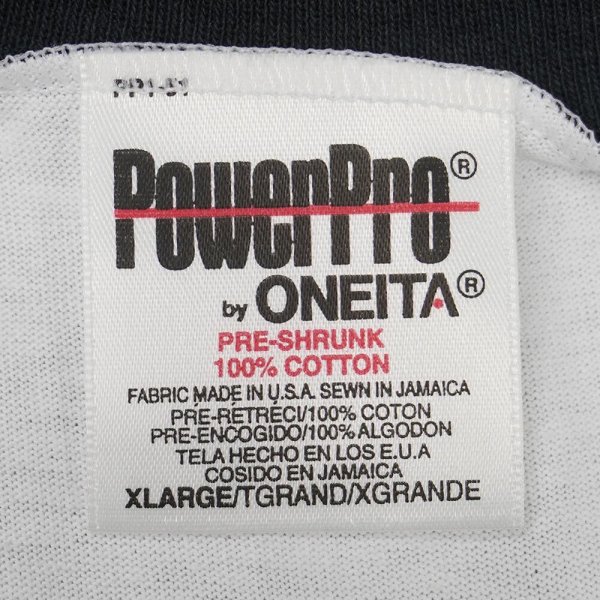 PowerPro®
by ONEITA®
PRE-SHRUNK
100% COTTON
FABRIC MADE IN U.S.A. SEWN IN JAMAICA
PRE-RETRECI/100% COTON
PRE-ENCOGIDO/100% ALGODON
TELA HECHO EN LOS E.U.A
COSIDO EN JAMAICA
XLARGE/TGRAND/XGRANDE